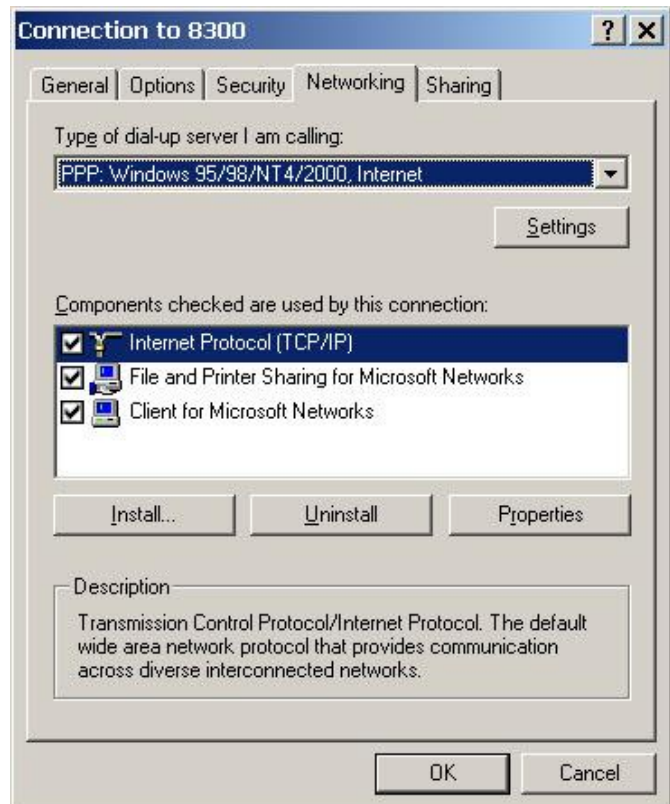 Connection to 8300
General Options Security Networking Sharing
Type of dial-up server I am calling:
PPP: Windows 95/98/NT4/2000, Internet
Settings
Components checked are used by this connection:
Internet Protocol (TCP/IP)
File and Printer Sharing for Microsoft Networks
Client for Microsoft Networks
Install... Uninstall Properties
Description
Transmission Control Protocol/Internet Protocol. The default
wide area network protocol that provides communication
across diverse interconnected networks.
OK Cancel